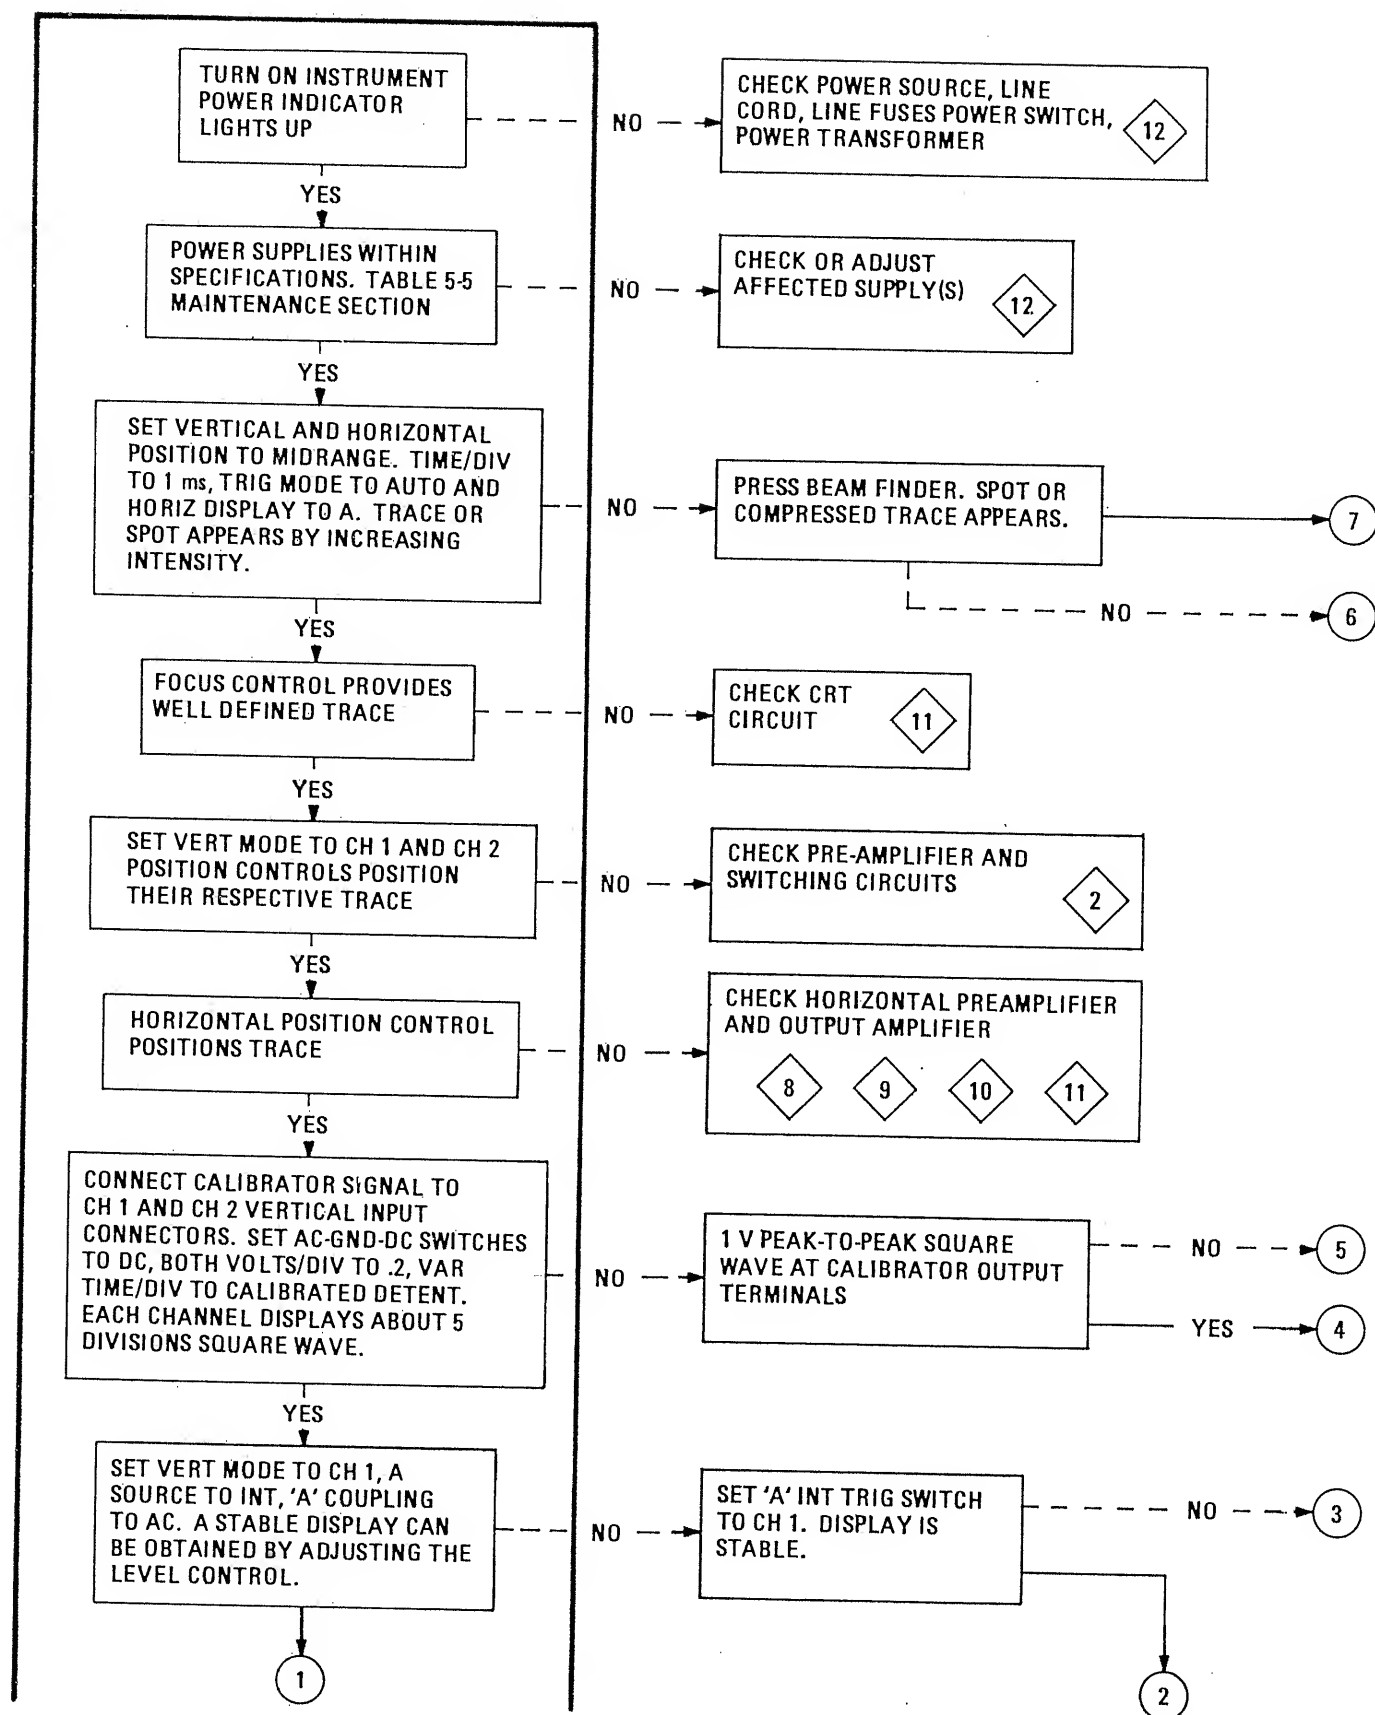 TURN ON INSTRUMENT
POWER INDICATOR
LIGHTS UP
NO
CHECK POWER SOURCE, LINE
CORD, LINE FUSES POWER SWITCH,
POWER TRANSFORMER
12
YES
POWER SUPPLIES WITHIN
SPECIFICATIONS. TABLE 5-5
MAINTENANCE SECTION
NO
CHECK OR ADJUST
AFFECTED SUPPLY(S)
12
YES
SET VERTICAL AND HORIZONTAL
POSITION TO MIDRANGE. TIME/DIV
TO 1 ms, TRIG MODE TO AUTO AND
HORIZ DISPLAY TO A. TRACE OR
SPOT APPEARS BY INCREASING
INTENSITY.
NO
PRESS BEAM FINDER. SPOT OR
COMPRESSED TRACE APPEARS.
7
NO
6
YES
FOCUS CONTROL PROVIDES
WELL DEFINED TRACE
NO
CHECK CRT
CIRCUIT
11
YES
SET VERT MODE TO CH 1 AND CH 2
POSITION CONTROLS POSITION
THEIR RESPECTIVE TRACE
NO
CHECK PRE-AMPLIFIER AND
SWITCHING CIRCUITS
2
YES
HORIZONTAL POSITION CONTROL
POSITIONS TRACE
NO
CHECK HORIZONTAL PREAMPLIFIER
AND OUTPUT AMPLIFIER
8 9 10 11
YES
CONNECT CALIBRATOR SIGNAL TO
CH 1 AND CH 2 VERTICAL INPUT
CONNECTORS. SET AC-GND-DC SWITCHES
TO DC, BOTH VOLTS/DIV TO .2, VAR
TIME/DIV TO CALIBRATED DETENT.
EACH CHANNEL DISPLAYS ABOUT 5
DIVISIONS SQUARE WAVE.
NO
1 V PEAK-TO-PEAK SQUARE
WAVE AT CALIBRATOR OUTPUT
TERMINALS
NO
5
YES
4
YES
SET VERT MODE TO CH 1, A
SOURCE TO INT, 'A' COUPLING
TO AC. A STABLE DISPLAY CAN
BE OBTAINED BY ADJUSTING THE
LEVEL CONTROL.
NO
SET 'A' INT TRIG SWITCH
TO CH 1. DISPLAY IS
STABLE.
NO
3
1
2